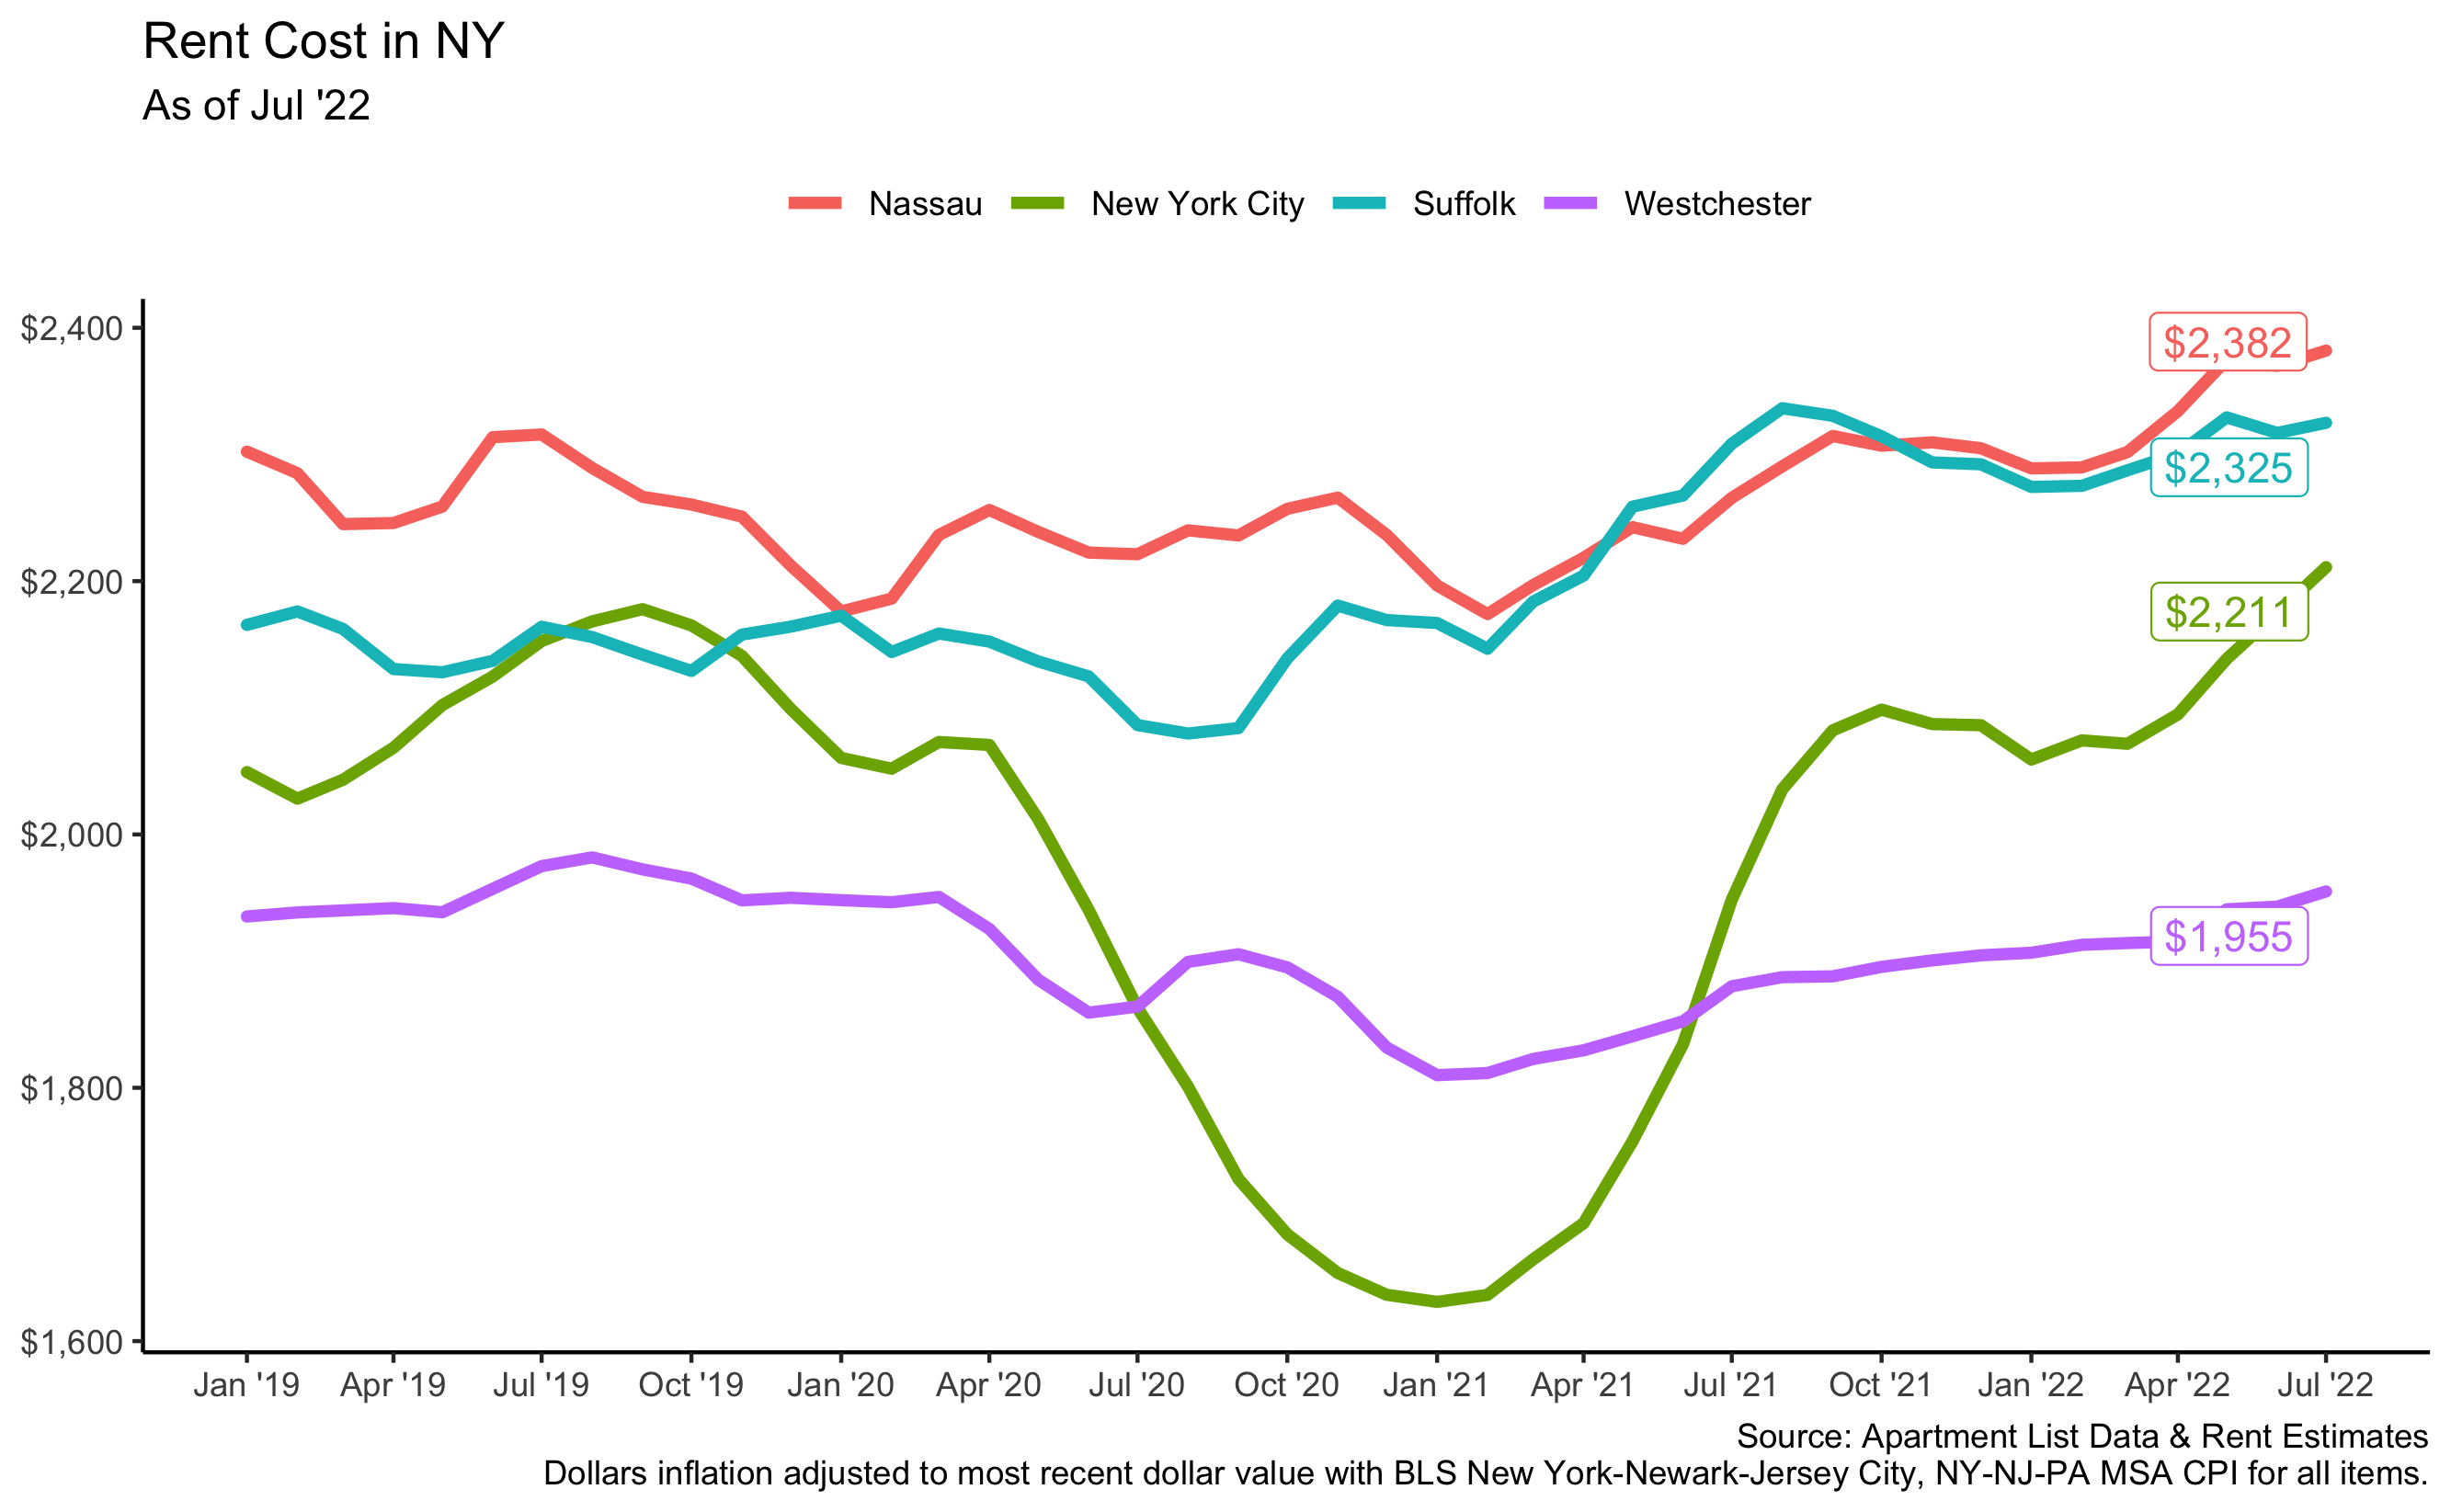 Rent Cost in NY
As of Jul '22
Nassau New York City Suffolk Westchester
$2,400
$2,200
$2,000
$1,800
$1,600
$2,382
$2,325
$2,211
$1,955
Jan '19 Apr '19 Jul '19 Oct '19 Jan '20 Apr '20 Jul '20 Oct '20 Jan '21 Apr '21 Jul '21 Oct '21 Jan '22 Apr '22 Jul '22
Source: Apartment List Data & Rent Estimates
Dollars inflation adjusted to most recent dollar value with BLS New York-Newark-Jersey City, NY-NJ-PA MSA CPI for all items.